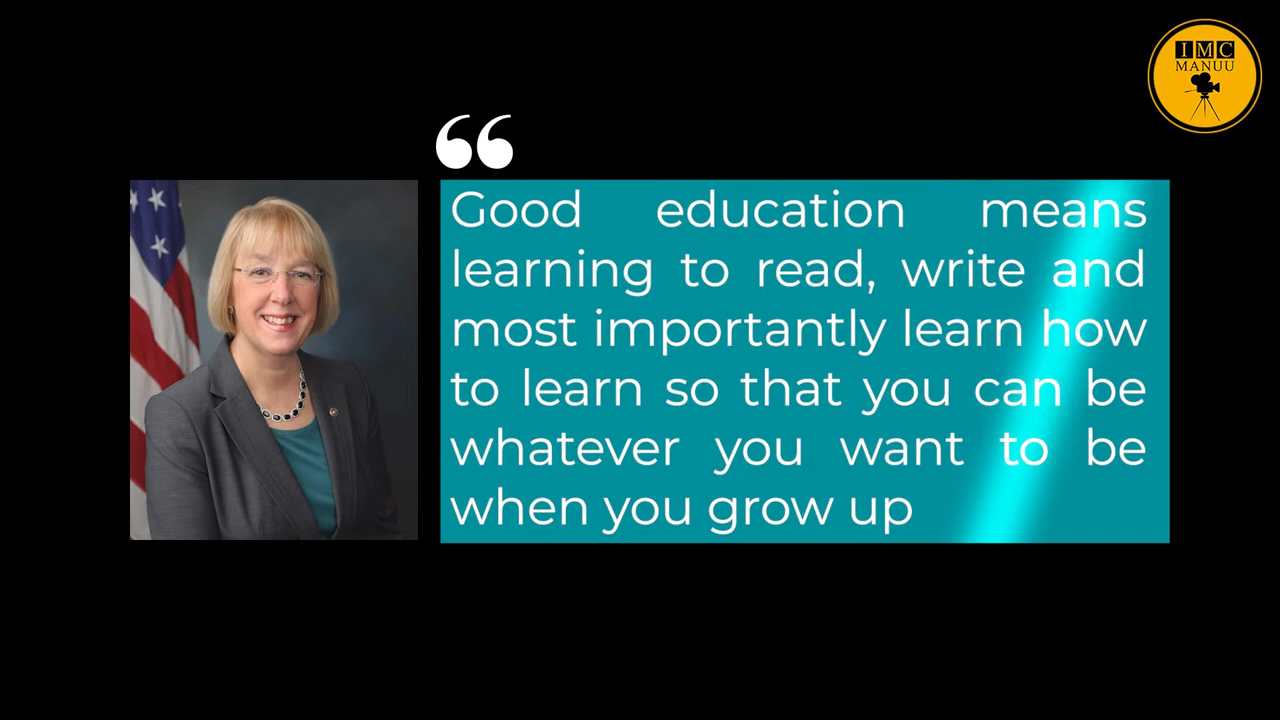 IMC
MANUU
“
Good education means
learning to read, write and
most importantly learn how
to learn so that you can be
whatever you want to be
when you grow up